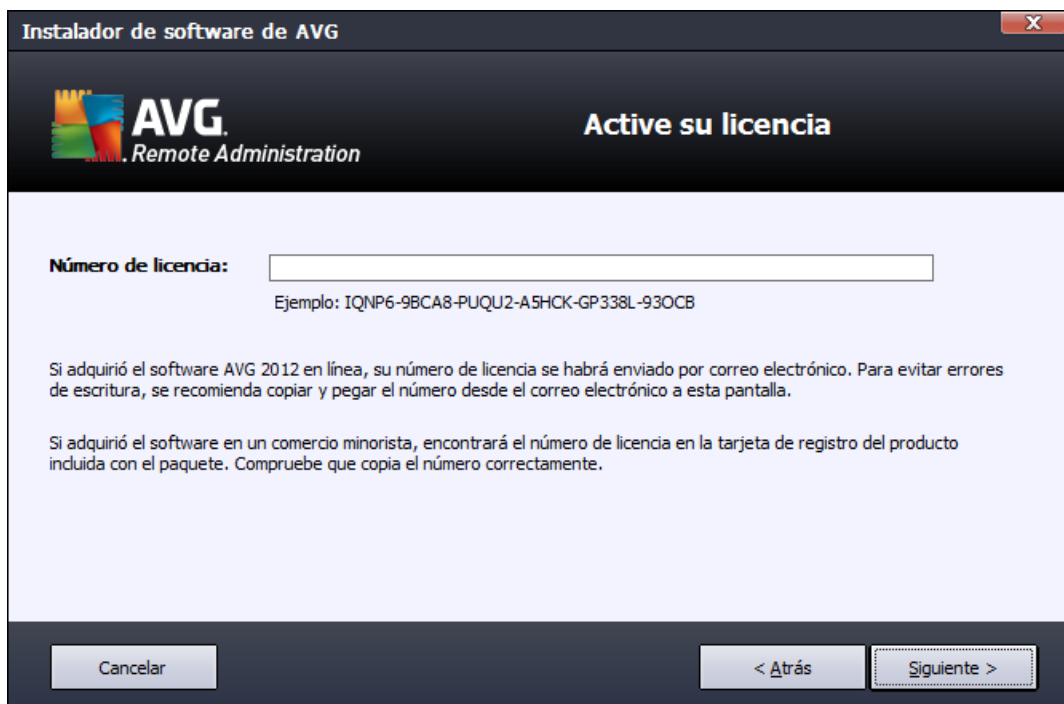 Instalador de software de AVG
X
AVG.
Remote Administration
Active su licencia
Número de licencia:
Ejemplo: IQNP6-9BCA8-PUQU2-A5HCK-GP338L-93OCB
Si adquirió el software AVG 2012 en línea, su número de licencia se habrá enviado por correo electrónico. Para evitar errores
de escritura, se recomienda copiar y pegar el número desde el correo electrónico a esta pantalla.
Si adquirió el software en un comercio minorista, encontrará el número de licencia en la tarjeta de registro del producto
incluida con el paquete. Compruebe que copia el número correctamente.
Cancelar
< Atrás
Siguiente >